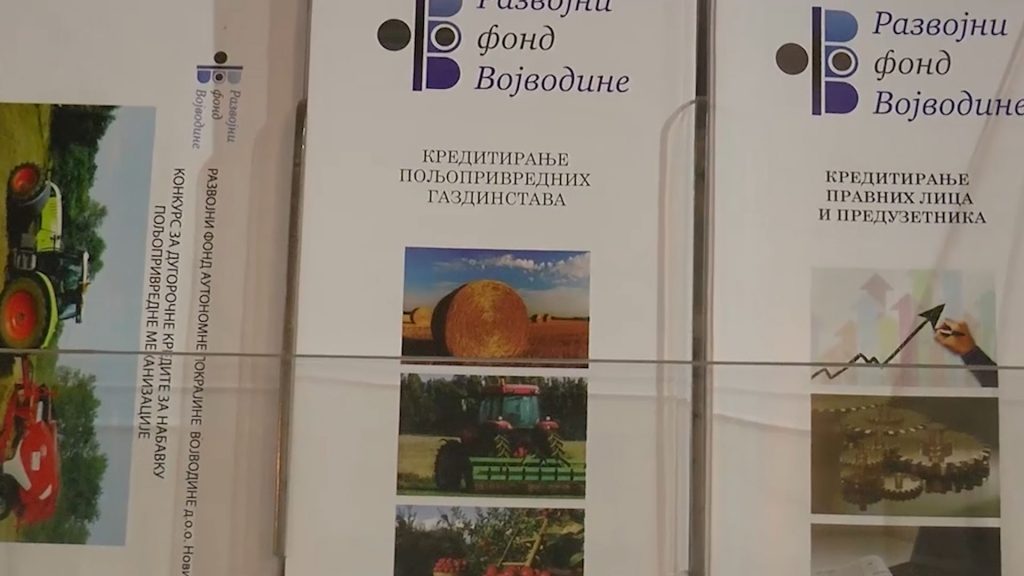 Развојни
фонд
Војводине
РАЗВОЈНИ ФОНД АУТОНОМНЕ ПОКРАЈИНЕ ВОЈВОДИНЕ д.о.о. Нови
КОНКУРС ЗА ДУГОРОЧНЕ КРЕДИТЕ ЗА НАБАВКУ
ПОЉОПРИВРЕДНЕ МЕХАНИЗАЦИЈЕ
Развојни
фонд
Војводине
КРЕДИТИРАЊЕ
ПОЉОПРИВРЕДНИХ
ГАЗДИНСТАВА
Развојни
фонд
Војводине
КРЕДИТИРАЊЕ
ПРАВНИХ ЛИЦА
И ПРЕДУЗЕТНИКА